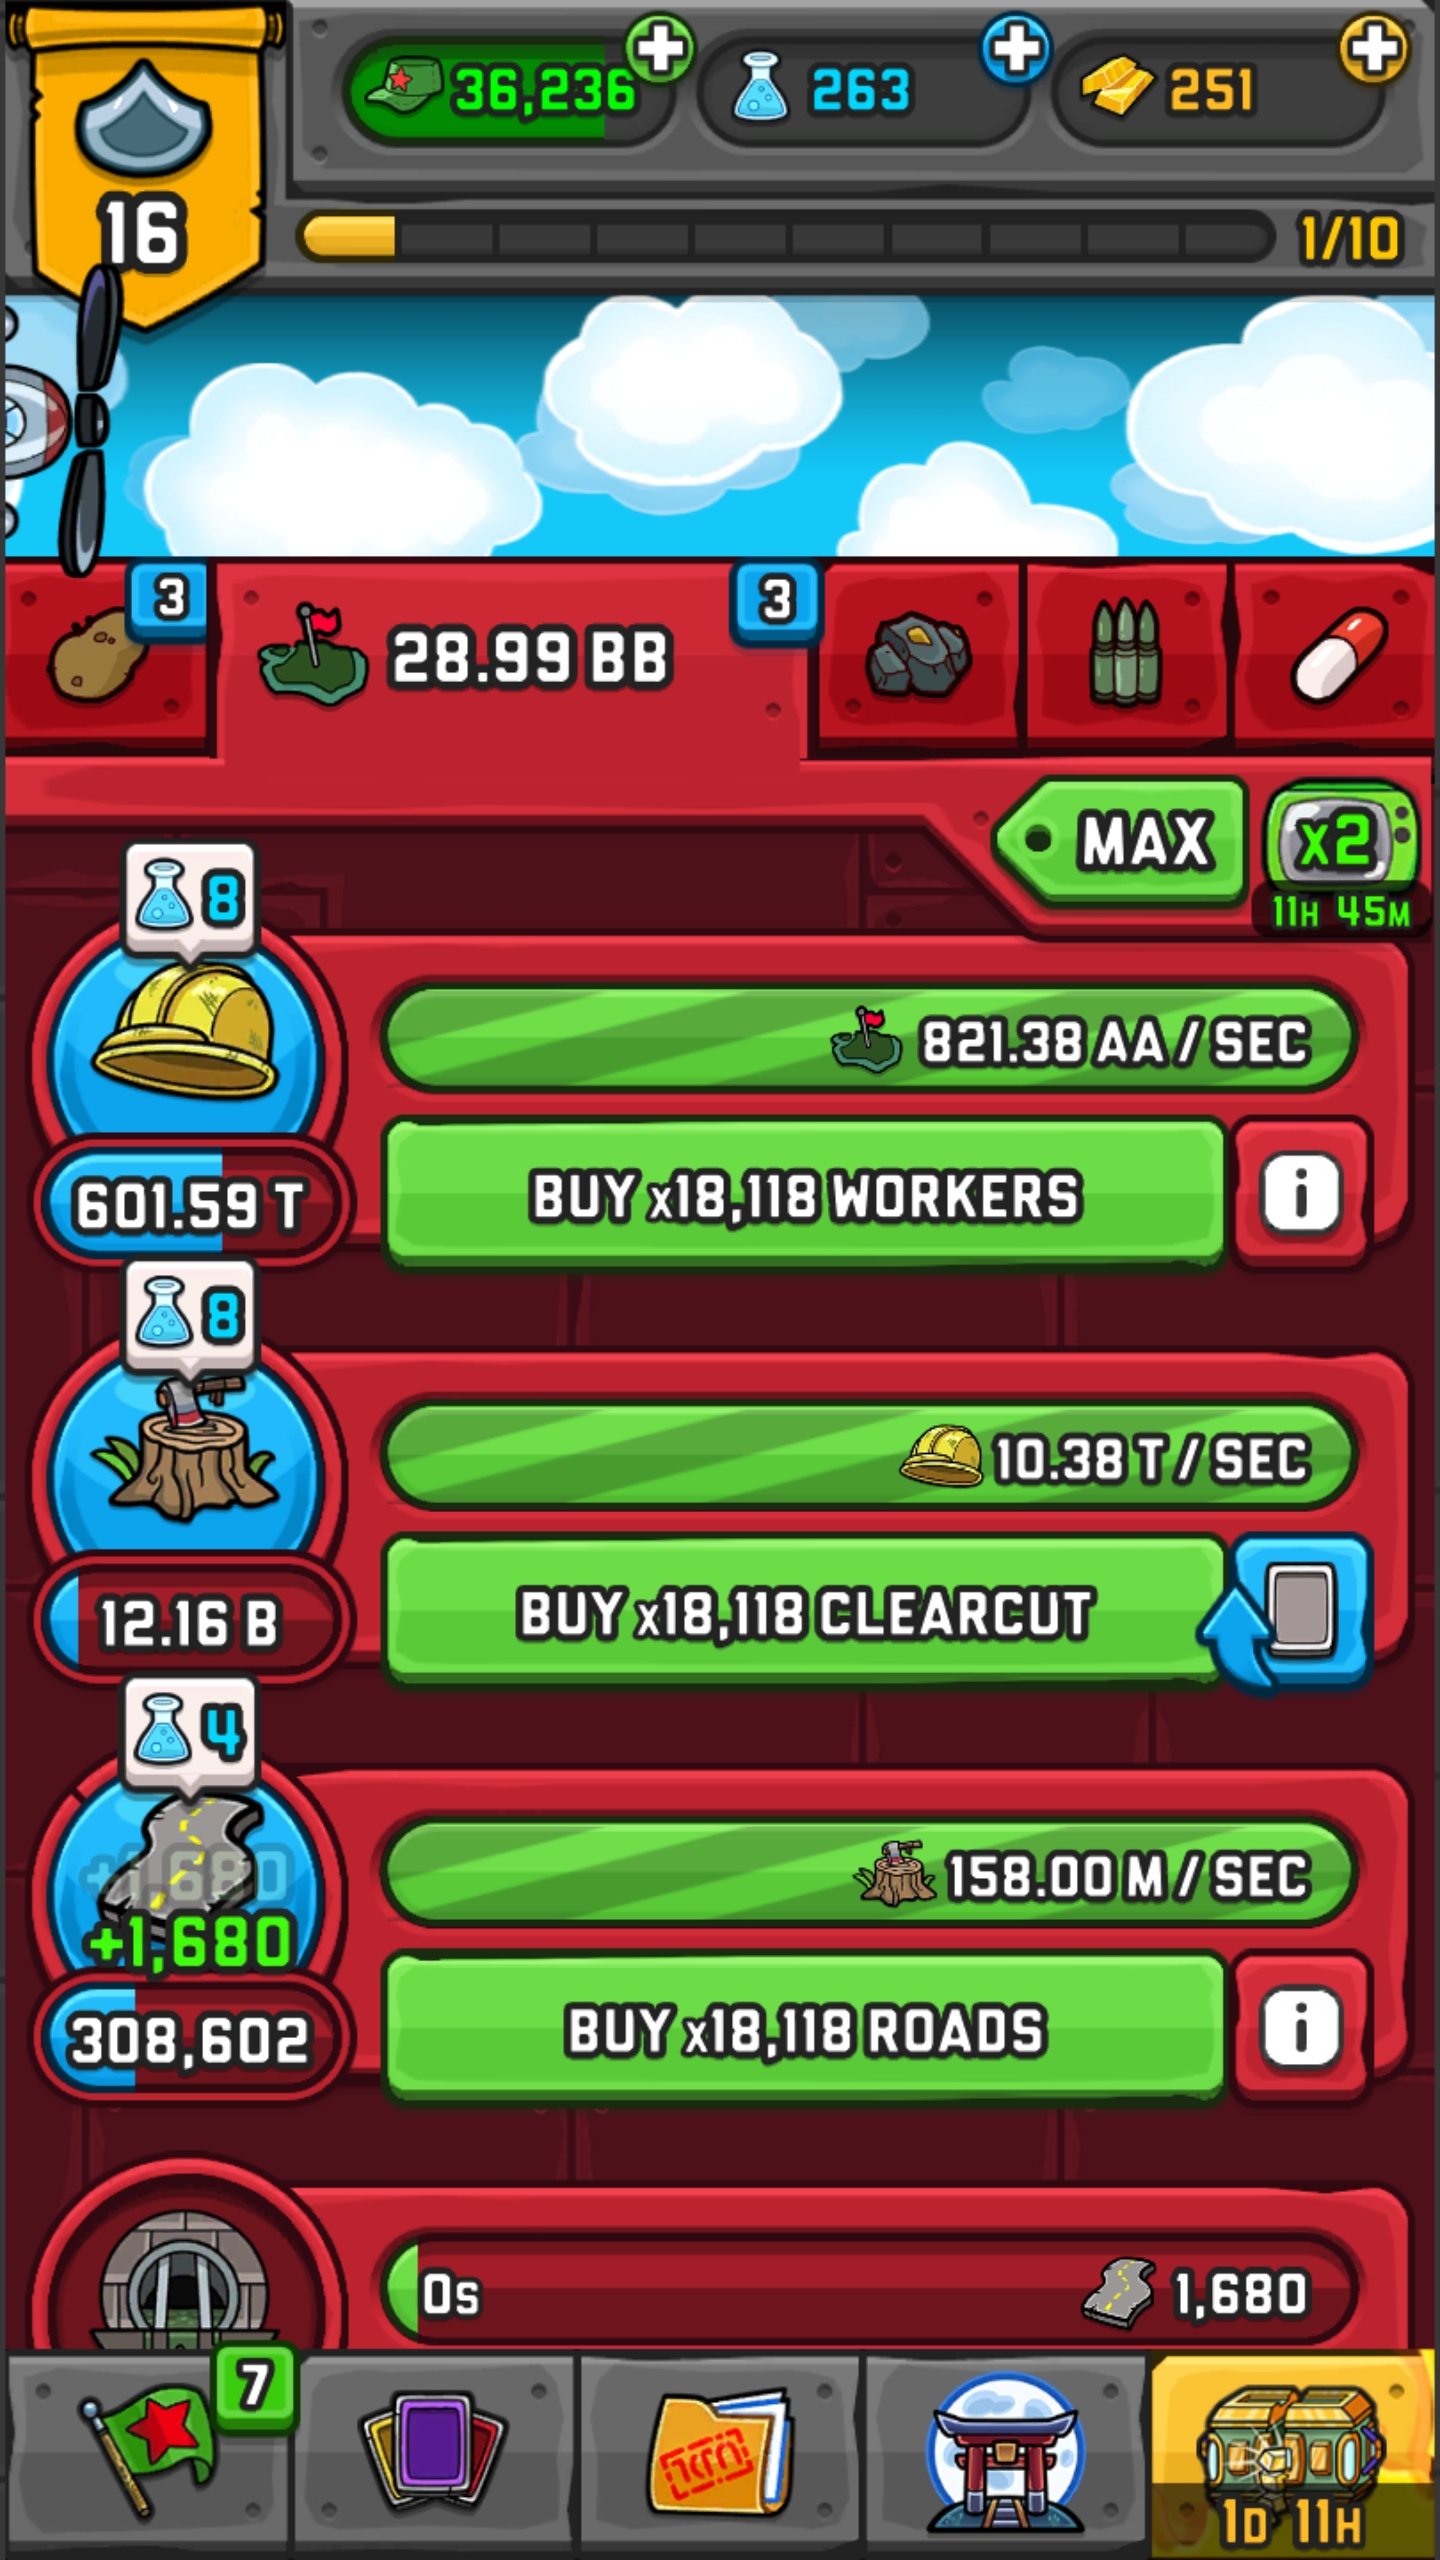 36,236
263
251
16
1/10
3
28.99 BB
3
MAX
x2
11H 45M
8
821.38 AA / SEC
601.59 T
BUY x18,118 WORKERS
i
8
10.38 T / SEC
12.16 B
BUY x18,118 CLEARCUT
4
158.00 M / SEC
+1,680
+1,680
308,602
BUY x18,118 ROADS
i
0s
1,680
7
1D 11H